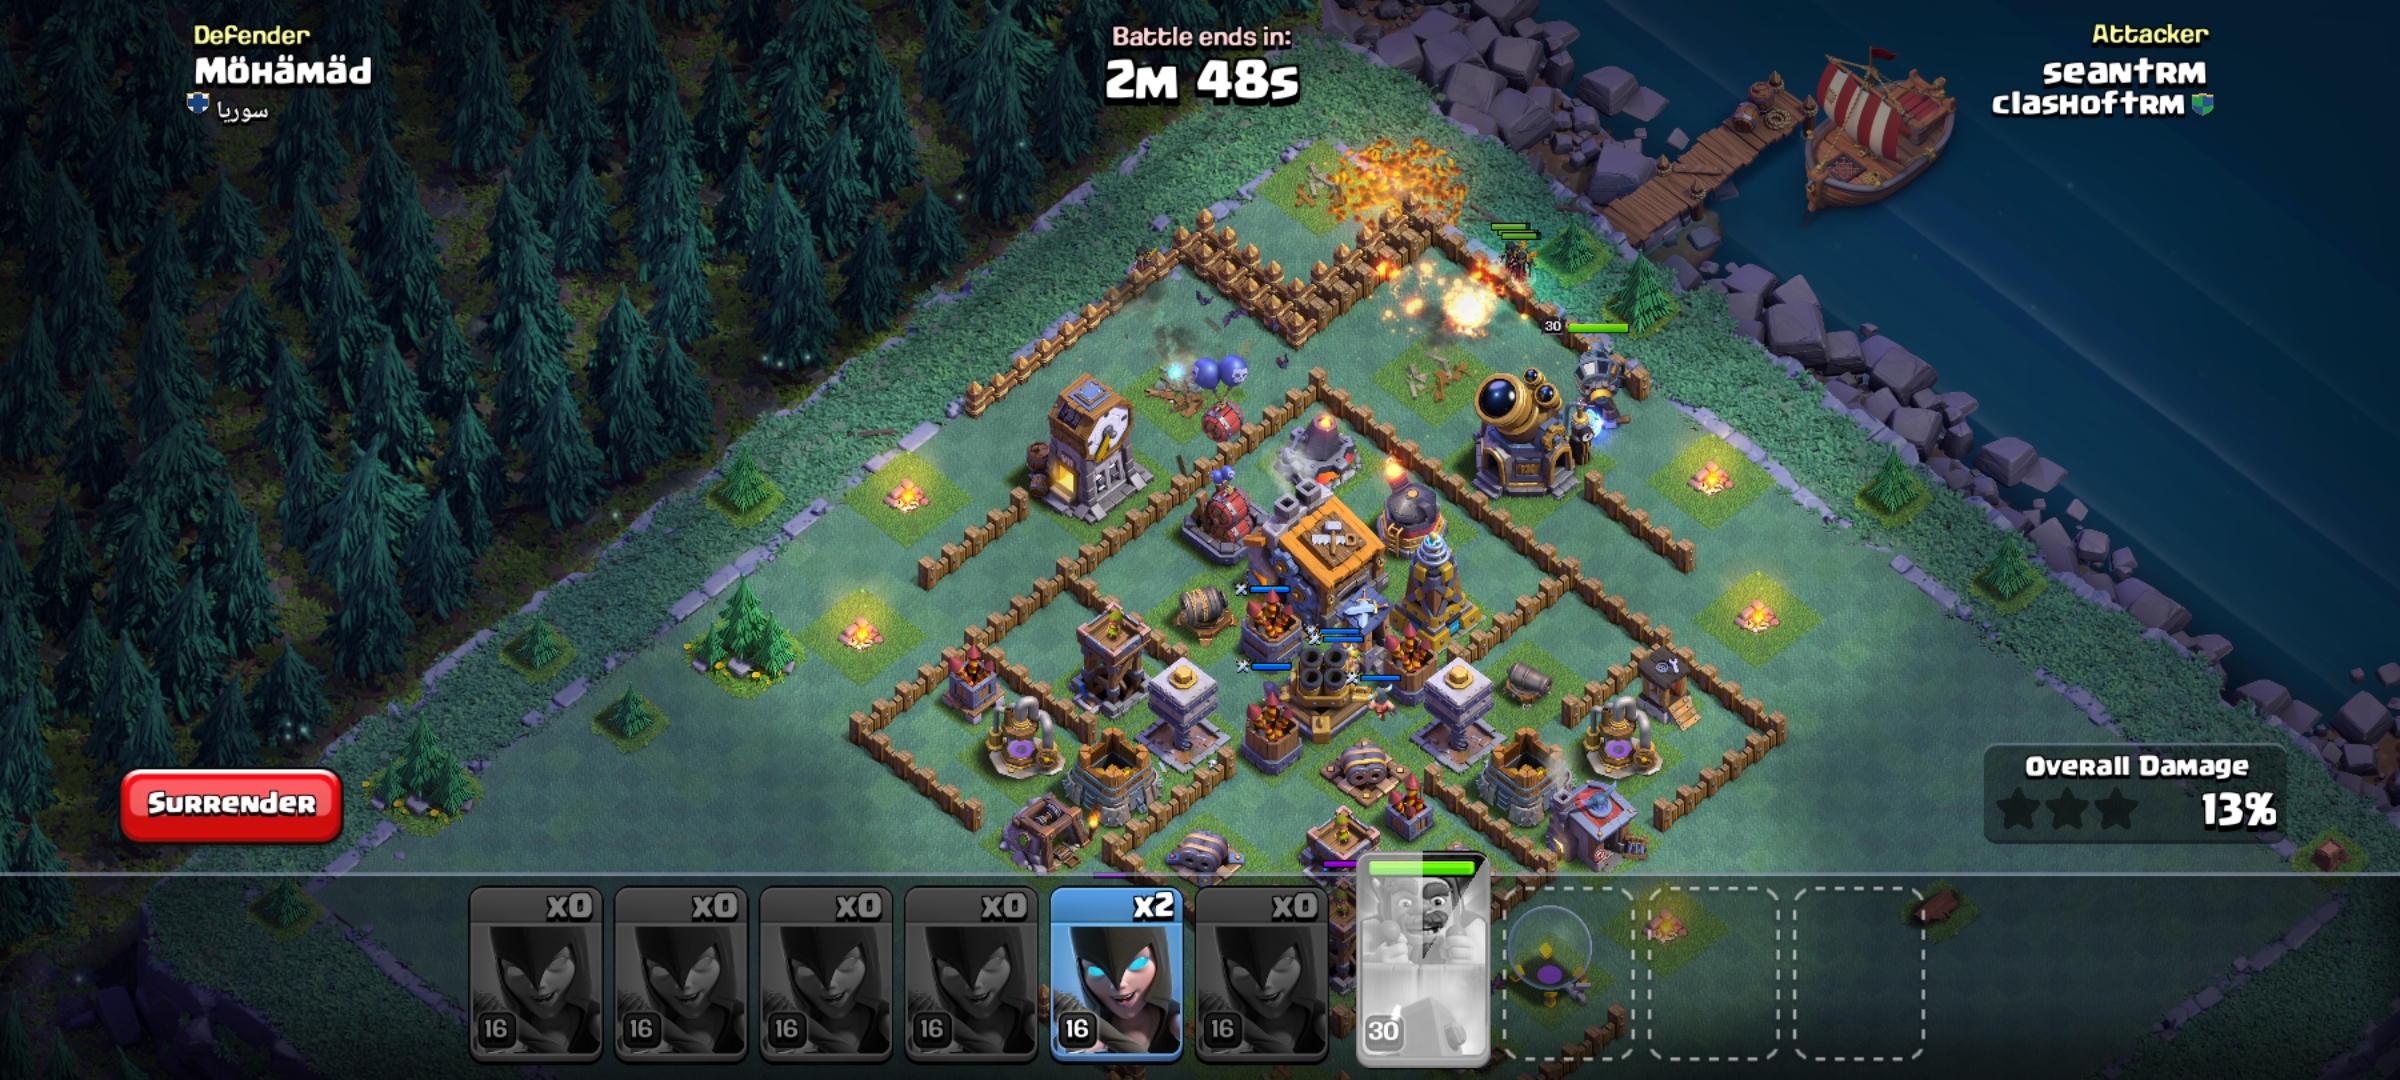 Defender
Möhämäd
سوريا
Battle ends in:
2M 48s
Attacker
seantrm
clashoftrm
30
Surrender
Overall Damage
13%
x0
x0
x0
x0
x2
x0
16
16
16
16
16
16
30